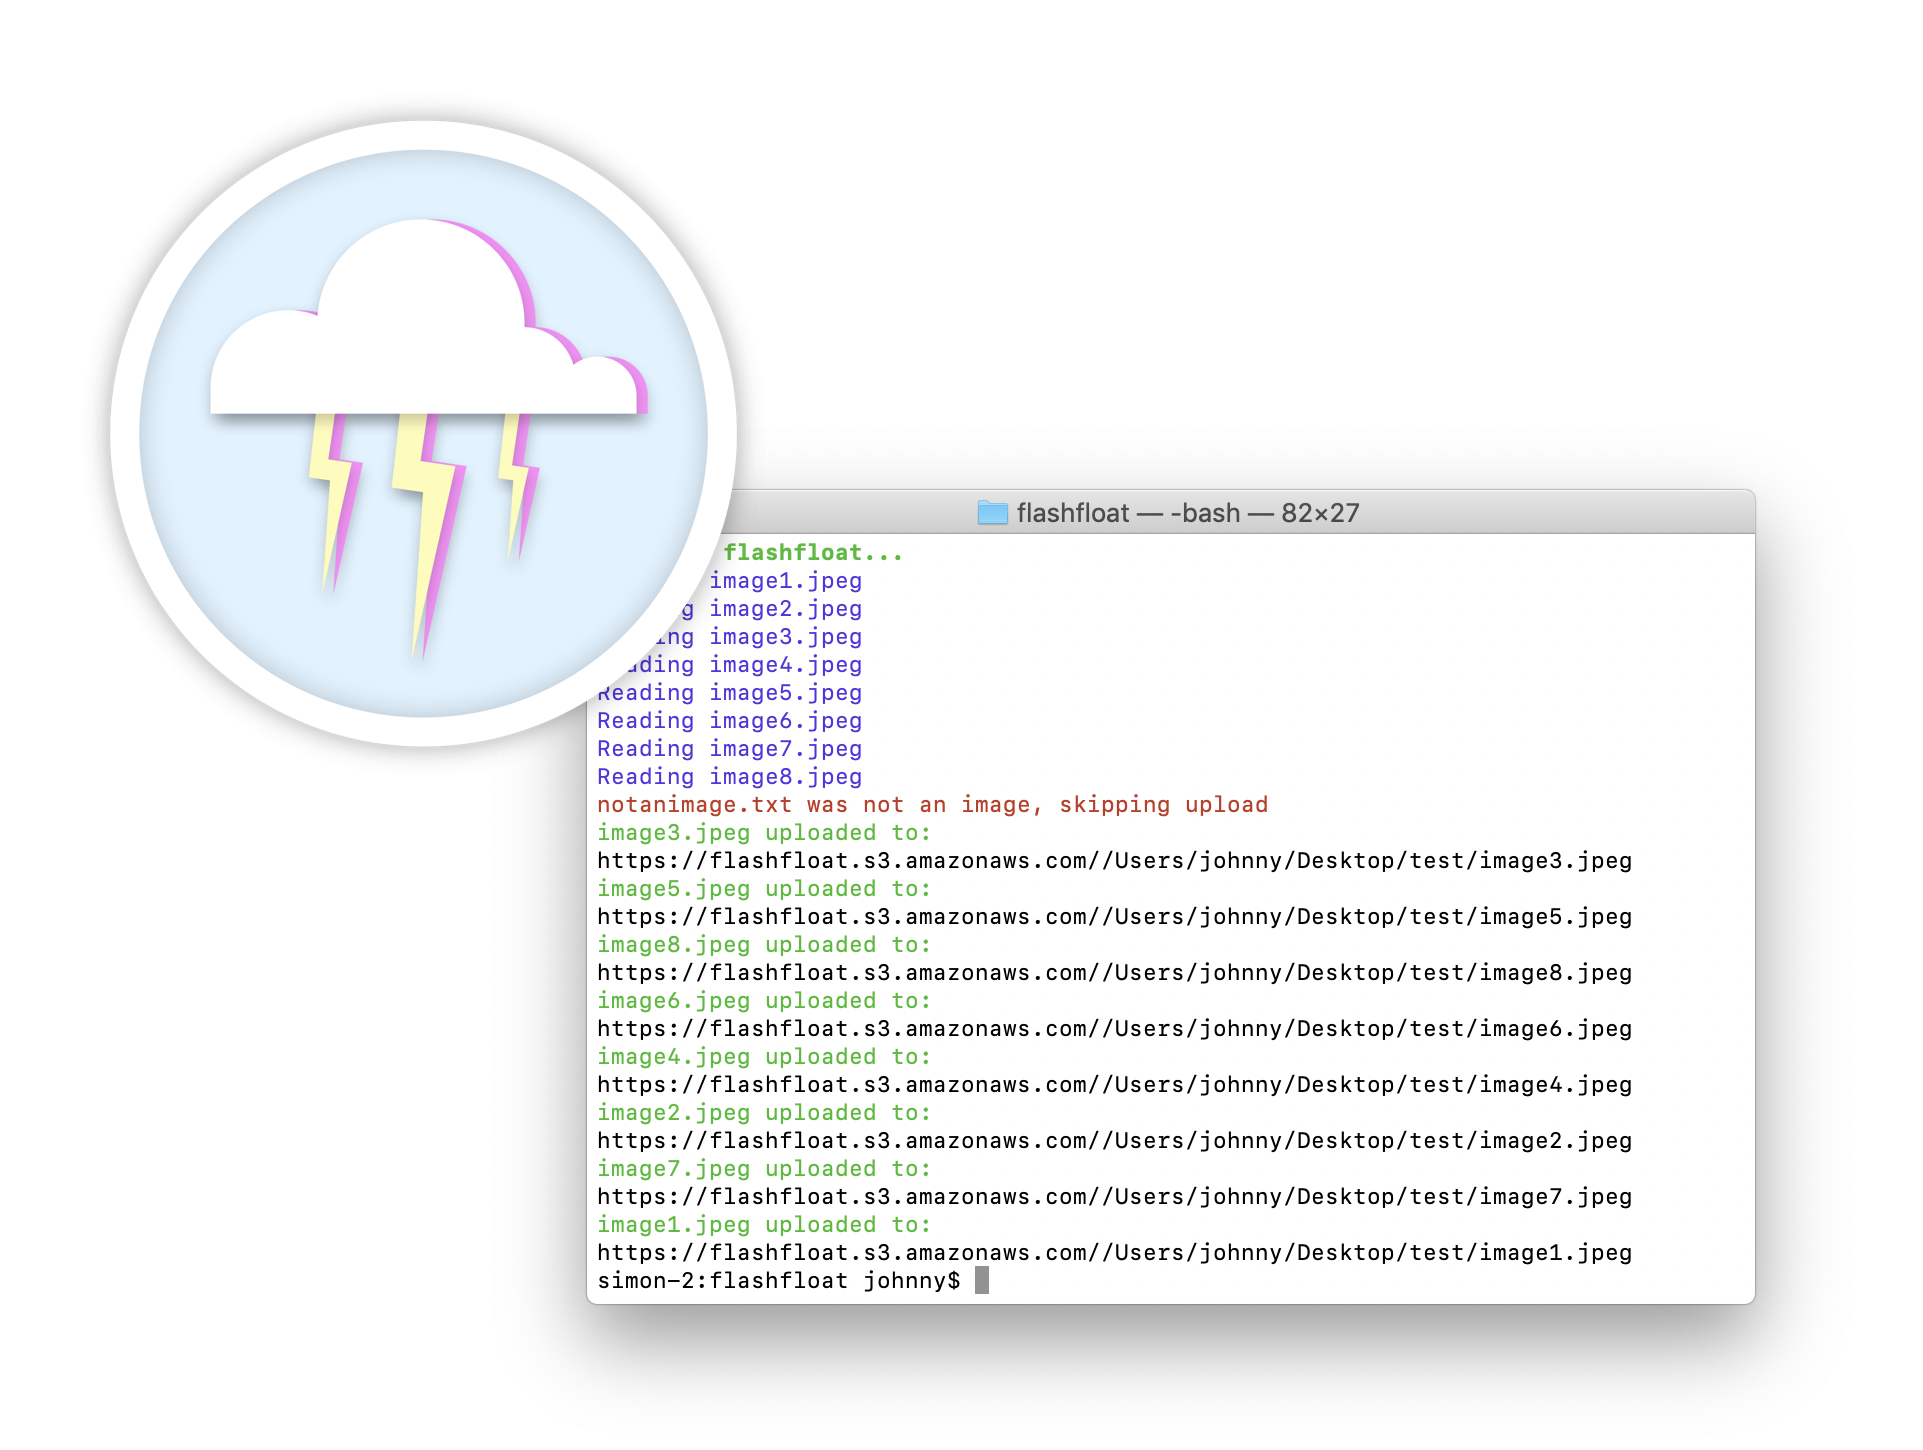 flashfloat — -bash — 82×27
flashfloat...
image1.jpeg
image2.jpeg
image3.jpeg
image4.jpeg
Reading image5.jpeg
Reading image6.jpeg
Reading image7.jpeg
Reading image8.jpeg
notanimage.txt was not an image, skipping upload
image3.jpeg uploaded to:
https://flashfloat.s3.amazonaws.com//Users/johnny/Desktop/test/image3.jpeg
image5.jpeg uploaded to:
https://flashfloat.s3.amazonaws.com//Users/johnny/Desktop/test/image5.jpeg
image8.jpeg uploaded to:
https://flashfloat.s3.amazonaws.com//Users/johnny/Desktop/test/image8.jpeg
image6.jpeg uploaded to:
https://flashfloat.s3.amazonaws.com//Users/johnny/Desktop/test/image6.jpeg
image4.jpeg uploaded to:
https://flashfloat.s3.amazonaws.com//Users/johnny/Desktop/test/image4.jpeg
image2.jpeg uploaded to:
https://flashfloat.s3.amazonaws.com//Users/johnny/Desktop/test/image2.jpeg
image7.jpeg uploaded to:
https://flashfloat.s3.amazonaws.com//Users/johnny/Desktop/test/image7.jpeg
image1.jpeg uploaded to:
https://flashfloat.s3.amazonaws.com//Users/johnny/Desktop/test/image1.jpeg
simon-2:flashfloat johnny$